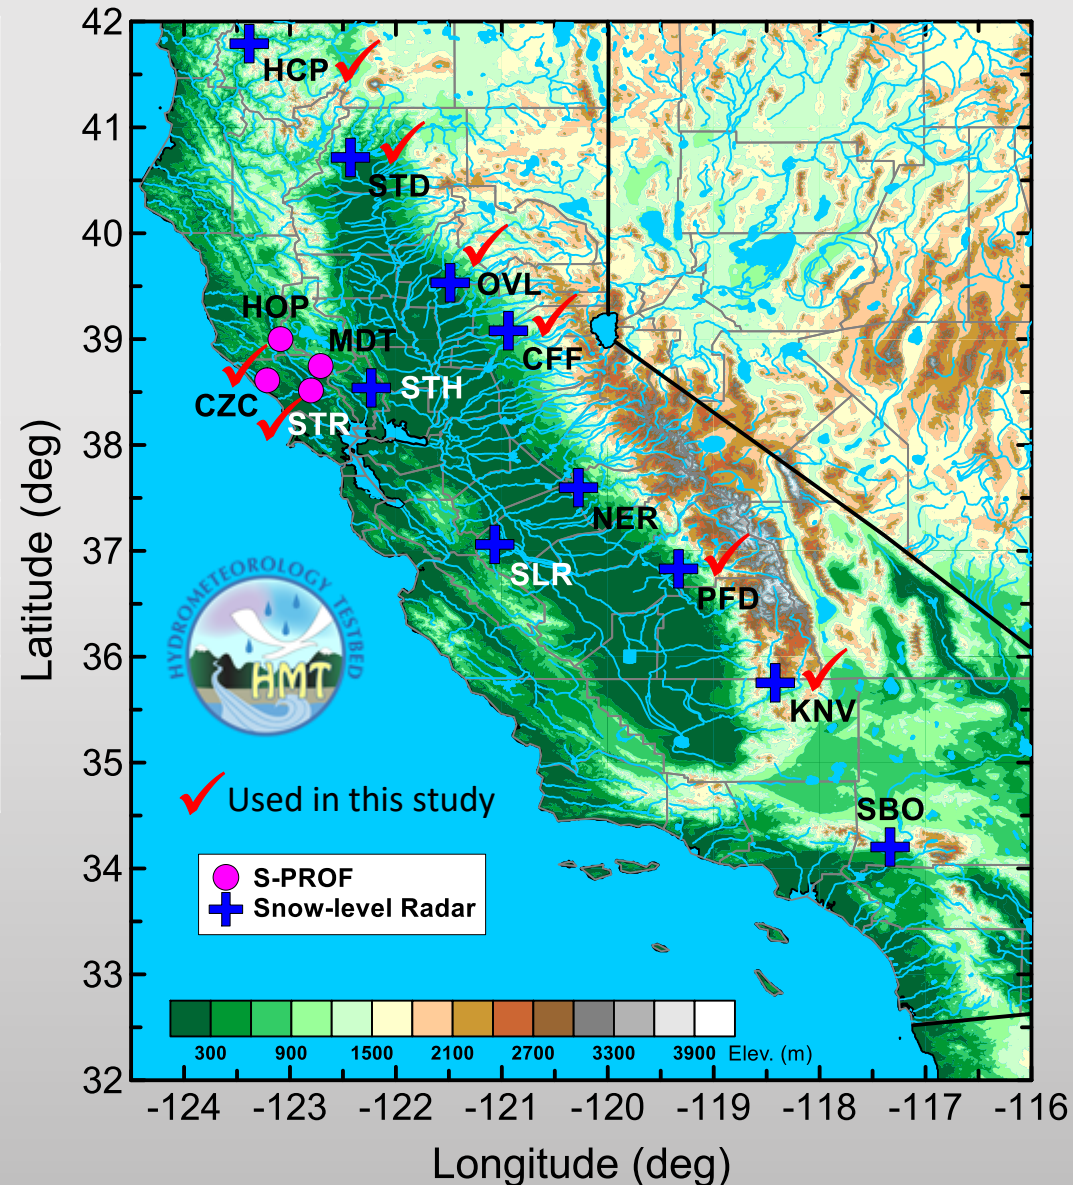 42
HCP
41
STD
40
OVL
HOP
39
MDT
CFF
STH
CZC
STR
38
NER
37
SLR
PFD
HYDROMETEOROLOGY TESTBED
HMT
36
KNV
35
Used in this study
SBO
34
S-PROF
Snow-level Radar
33
300 900 1500 2100 2700 3300 3900 Elev. (m)
32
-124 -123 -122 -121 -120 -119 -118 -117 -116
Longitude (deg)
Latitude (deg)